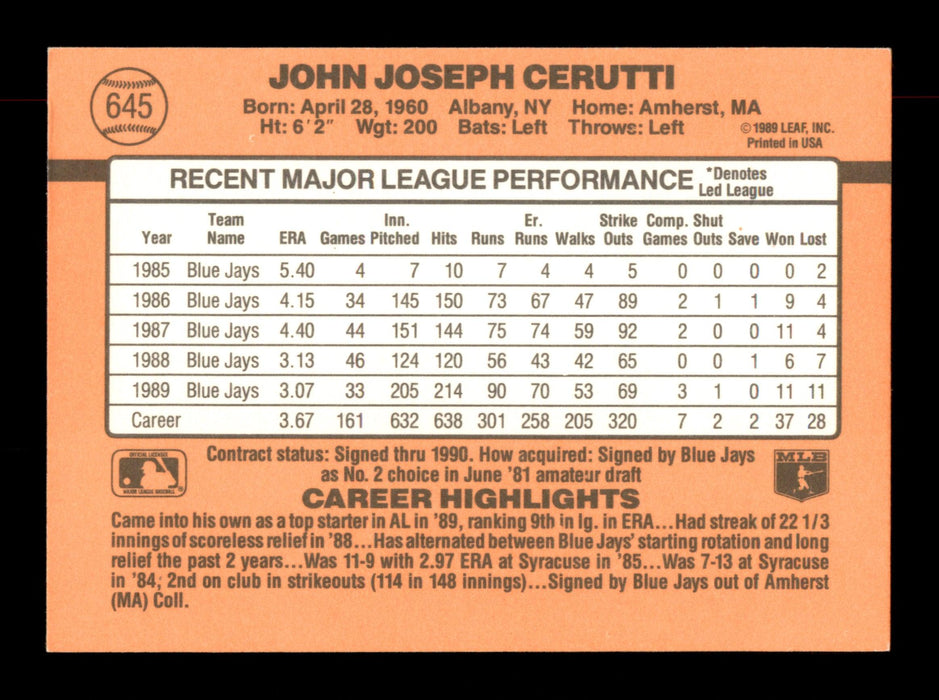 645
JOHN JOSEPH CERUTTI
Born: April 28, 1960 Albany, NY Home: Amherst, MA
Ht: 6'2" Wgt: 200 Bats: Left Throws: Left
©1989 LEAF, INC.
Printed in USA
RECENT MAJOR LEAGUE PERFORMANCE *Denotes Led League
Year Team Name ERA Games Inn. Pitched Hits Runs Er. Runs Walks Strike Outs Comp. Games Shut Outs Save Won Lost
1985 Blue Jays 5.40 4 7 10 7 4 4 5 0 0 0 0 2
1986 Blue Jays 4.15 34 145 150 73 67 47 89 2 1 1 9 4
1987 Blue Jays 4.40 44 151 144 75 74 59 92 2 0 0 11 4
1988 Blue Jays 3.13 46 124 120 56 43 42 65 0 0 1 6 7
1989 Blue Jays 3.07 33 205 214 90 70 53 69 3 1 0 11 11
Career 3.67 161 632 638 301 258 205 320 7 2 2 37 28
OFFICIAL LICENSEE
MAJOR LEAGUE BASEBALL
Contract status: Signed thru 1990. How acquired: Signed by Blue Jays
as No. 2 choice in June '81 amateur draft
MLB
CAREER HIGHLIGHTS
Came into his own as a top starter in AL in '89, ranking 9th in lg. in ERA...Had streak of 22 1/3
innings of scoreless relief in '88...Has alternated between Blue Jays' starting rotation and long
relief the past 2 years...Was 11-9 with 2.97 ERA at Syracuse in '85...Was 7-13 at Syracuse
in '84, 2nd on club in strikeouts (114 in 148 innings)...Signed by Blue Jays out of Amherst
(MA) Coll.